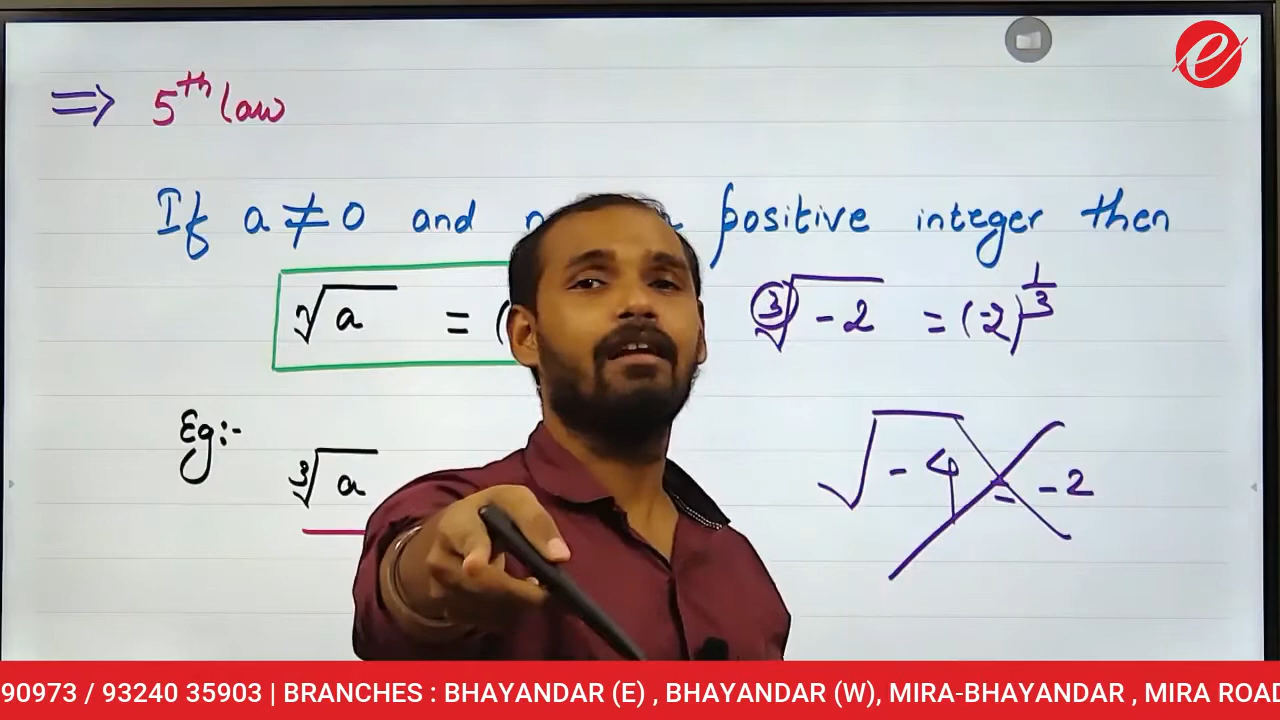 ⇒ 5th law
If a ≠ 0 and positive integer then
ⁿ√a = (
³√-2 = (-2)^1/3
Eg:-
³√a
√-4 = -2
e
90973 / 93240 35903 | BRANCHES : BHAYANDAR (E) , BHAYANDAR (W), MIRA-BHAYANDAR , MIRA ROAD